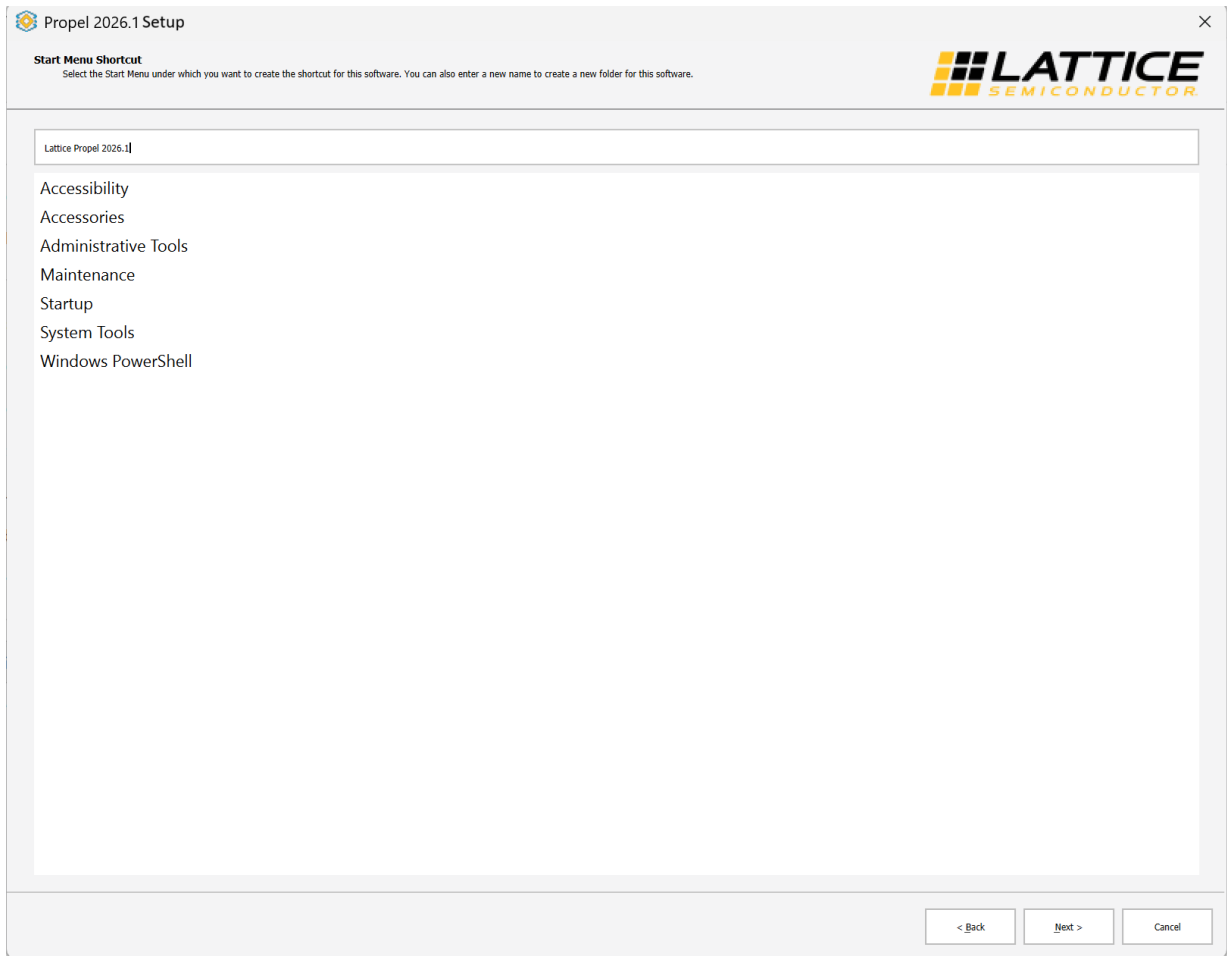 Propel 2026.1 Setup
Start Menu Shortcut
Select the Start Menu under which you want to create the shortcut for this software. You can also enter a new name to create a new folder for this software.
LATTICE
SEMICONDUCTOR
Lattice Propel 2026.1
Accessibility
Accessories
Administrative Tools
Maintenance
Startup
System Tools
Windows PowerShell
< Back
Next >
Cancel